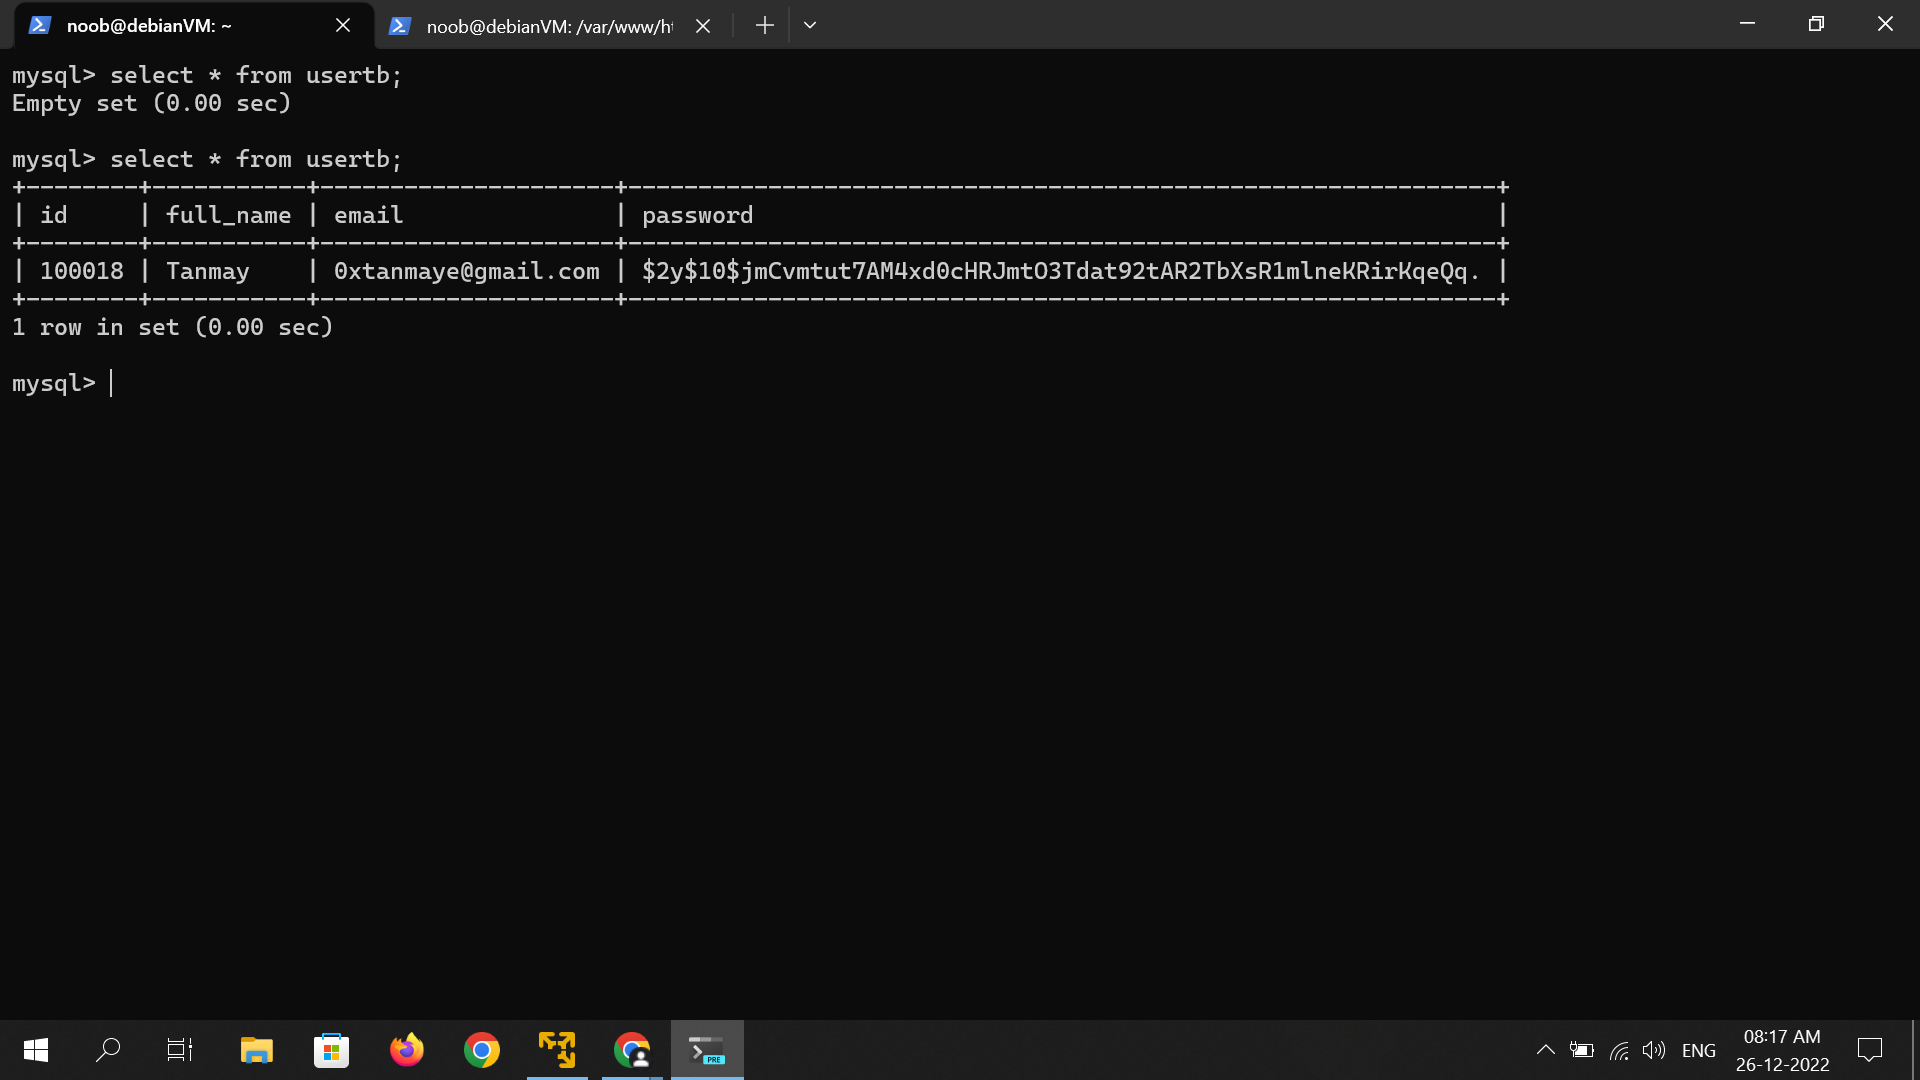 noob@debianVM: ~
noob@debianVM: /var/www/ht
mysql> select * from usertb;
Empty set (0.00 sec)
mysql> select * from usertb;
+--------+-----------+---------------------+--------------------------------------------------------------+
| id     | full_name | email               | password                                                     |
+--------+-----------+---------------------+--------------------------------------------------------------+
| 100018 | Tanmay    | 0xtanmaye@gmail.com | $2y$10$jmCvmtut7AM4xd0cHRJmtO3Tdat92tAR2TbXsR1mlneKRirKqeQq. |
+--------+-----------+---------------------+--------------------------------------------------------------+
1 row in set (0.00 sec)
mysql>
PRE
ENG
08:17 AM
26-12-2022